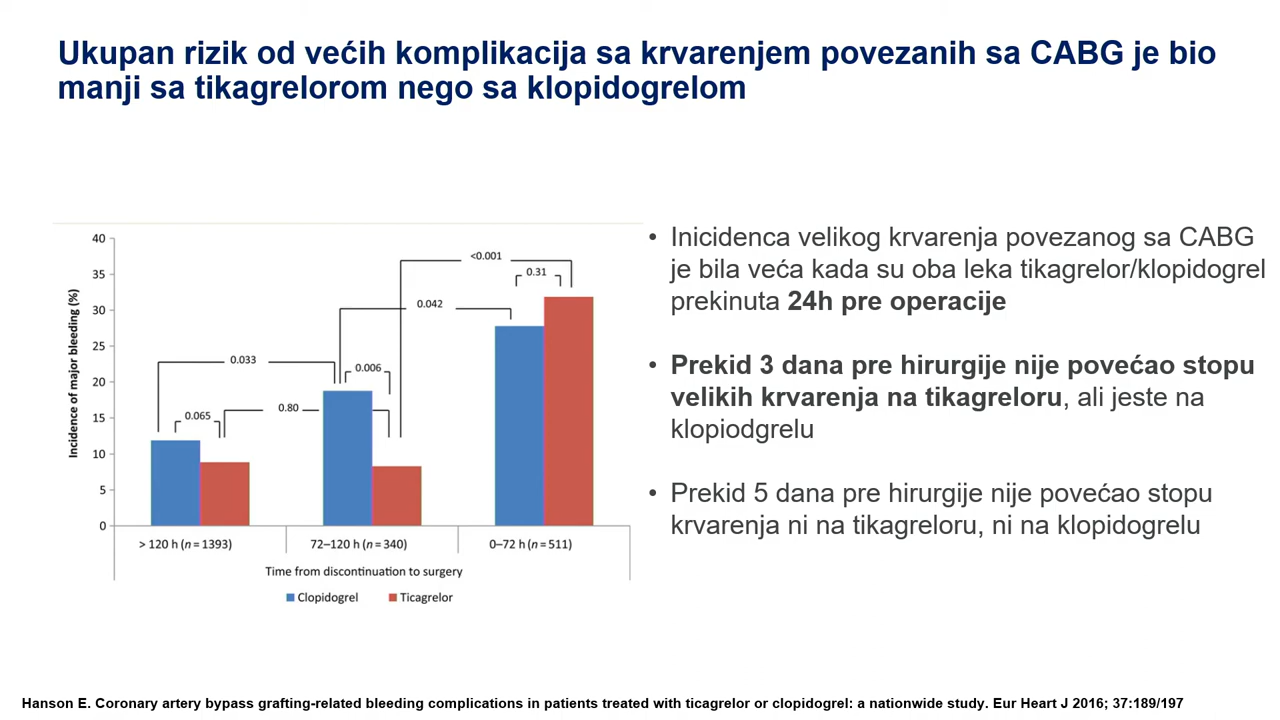 Ukupan rizik od većih komplikacija sa krvarenjem povezanih sa CABG je bio
manji sa tikagrelorom nego sa klopidogrelom
Incidence of major bleeding (%)
40
35
30
25
20
15
10
5
0
<0.001
0.31
0.042
0.033
0.006
0.80
0.065
> 120 h (n = 1393)
72–120 h (n = 340)
0–72 h (n = 511)
Time from discontinuation to surgery
Clopidogrel
Ticagrelor
• Inicidenca velikog krvarenja povezanog sa CABG
je bila veća kada su oba leka tikagrelor/klopidogrel
prekinuta 24h pre operacije
• Prekid 3 dana pre hirurgije nije povećao stopu
velikih krvarenja na tikagreloru, ali jeste na
klopiodgrelu
• Prekid 5 dana pre hirurgije nije povećao stopu
krvarenja ni na tikagreloru, ni na klopidogrelu
Hanson E. Coronary artery bypass grafting-related bleeding complications in patients treated with ticagrelor or clopidogrel: a nationwide study. Eur Heart J 2016; 37:189/197